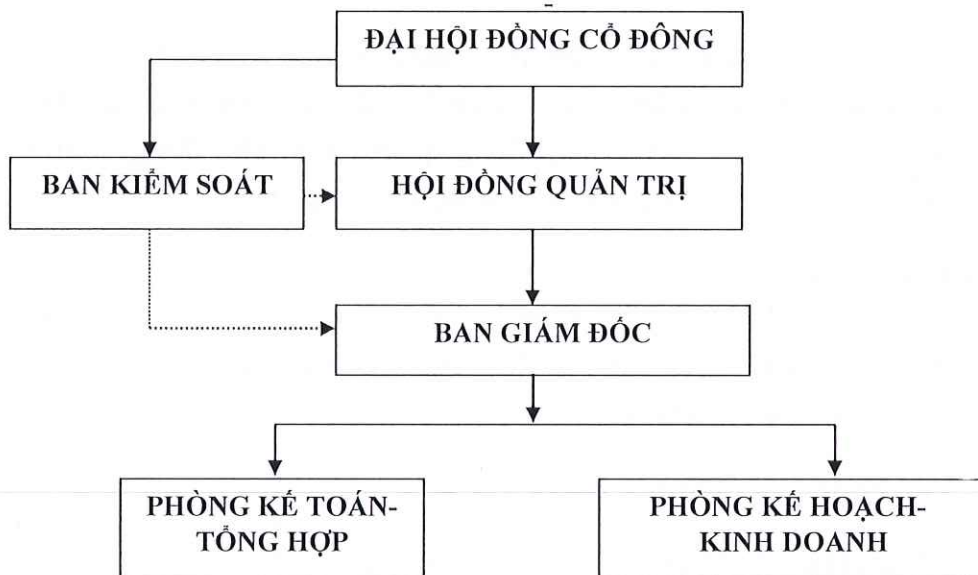 ĐẠI HỘI ĐỒNG CỔ ĐÔNG
BAN KIỂM SOÁT
HỘI ĐỒNG QUẢN TRỊ
BAN GIÁM ĐỐC
PHÒNG KẾ TOÁN-
TỔNG HỢP
PHÒNG KẾ HOẠCH-
KINH DOANH